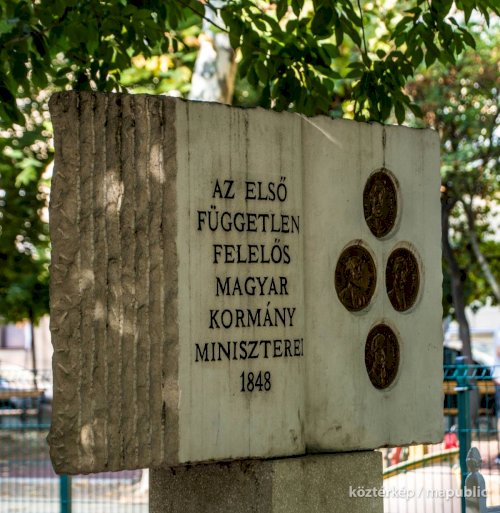 AZ ELSŐ
FÜGGETLEN
FELELŐS
MAGYAR
KORMÁNY
MINISZTEREI
1848
köztérkép / mapublic